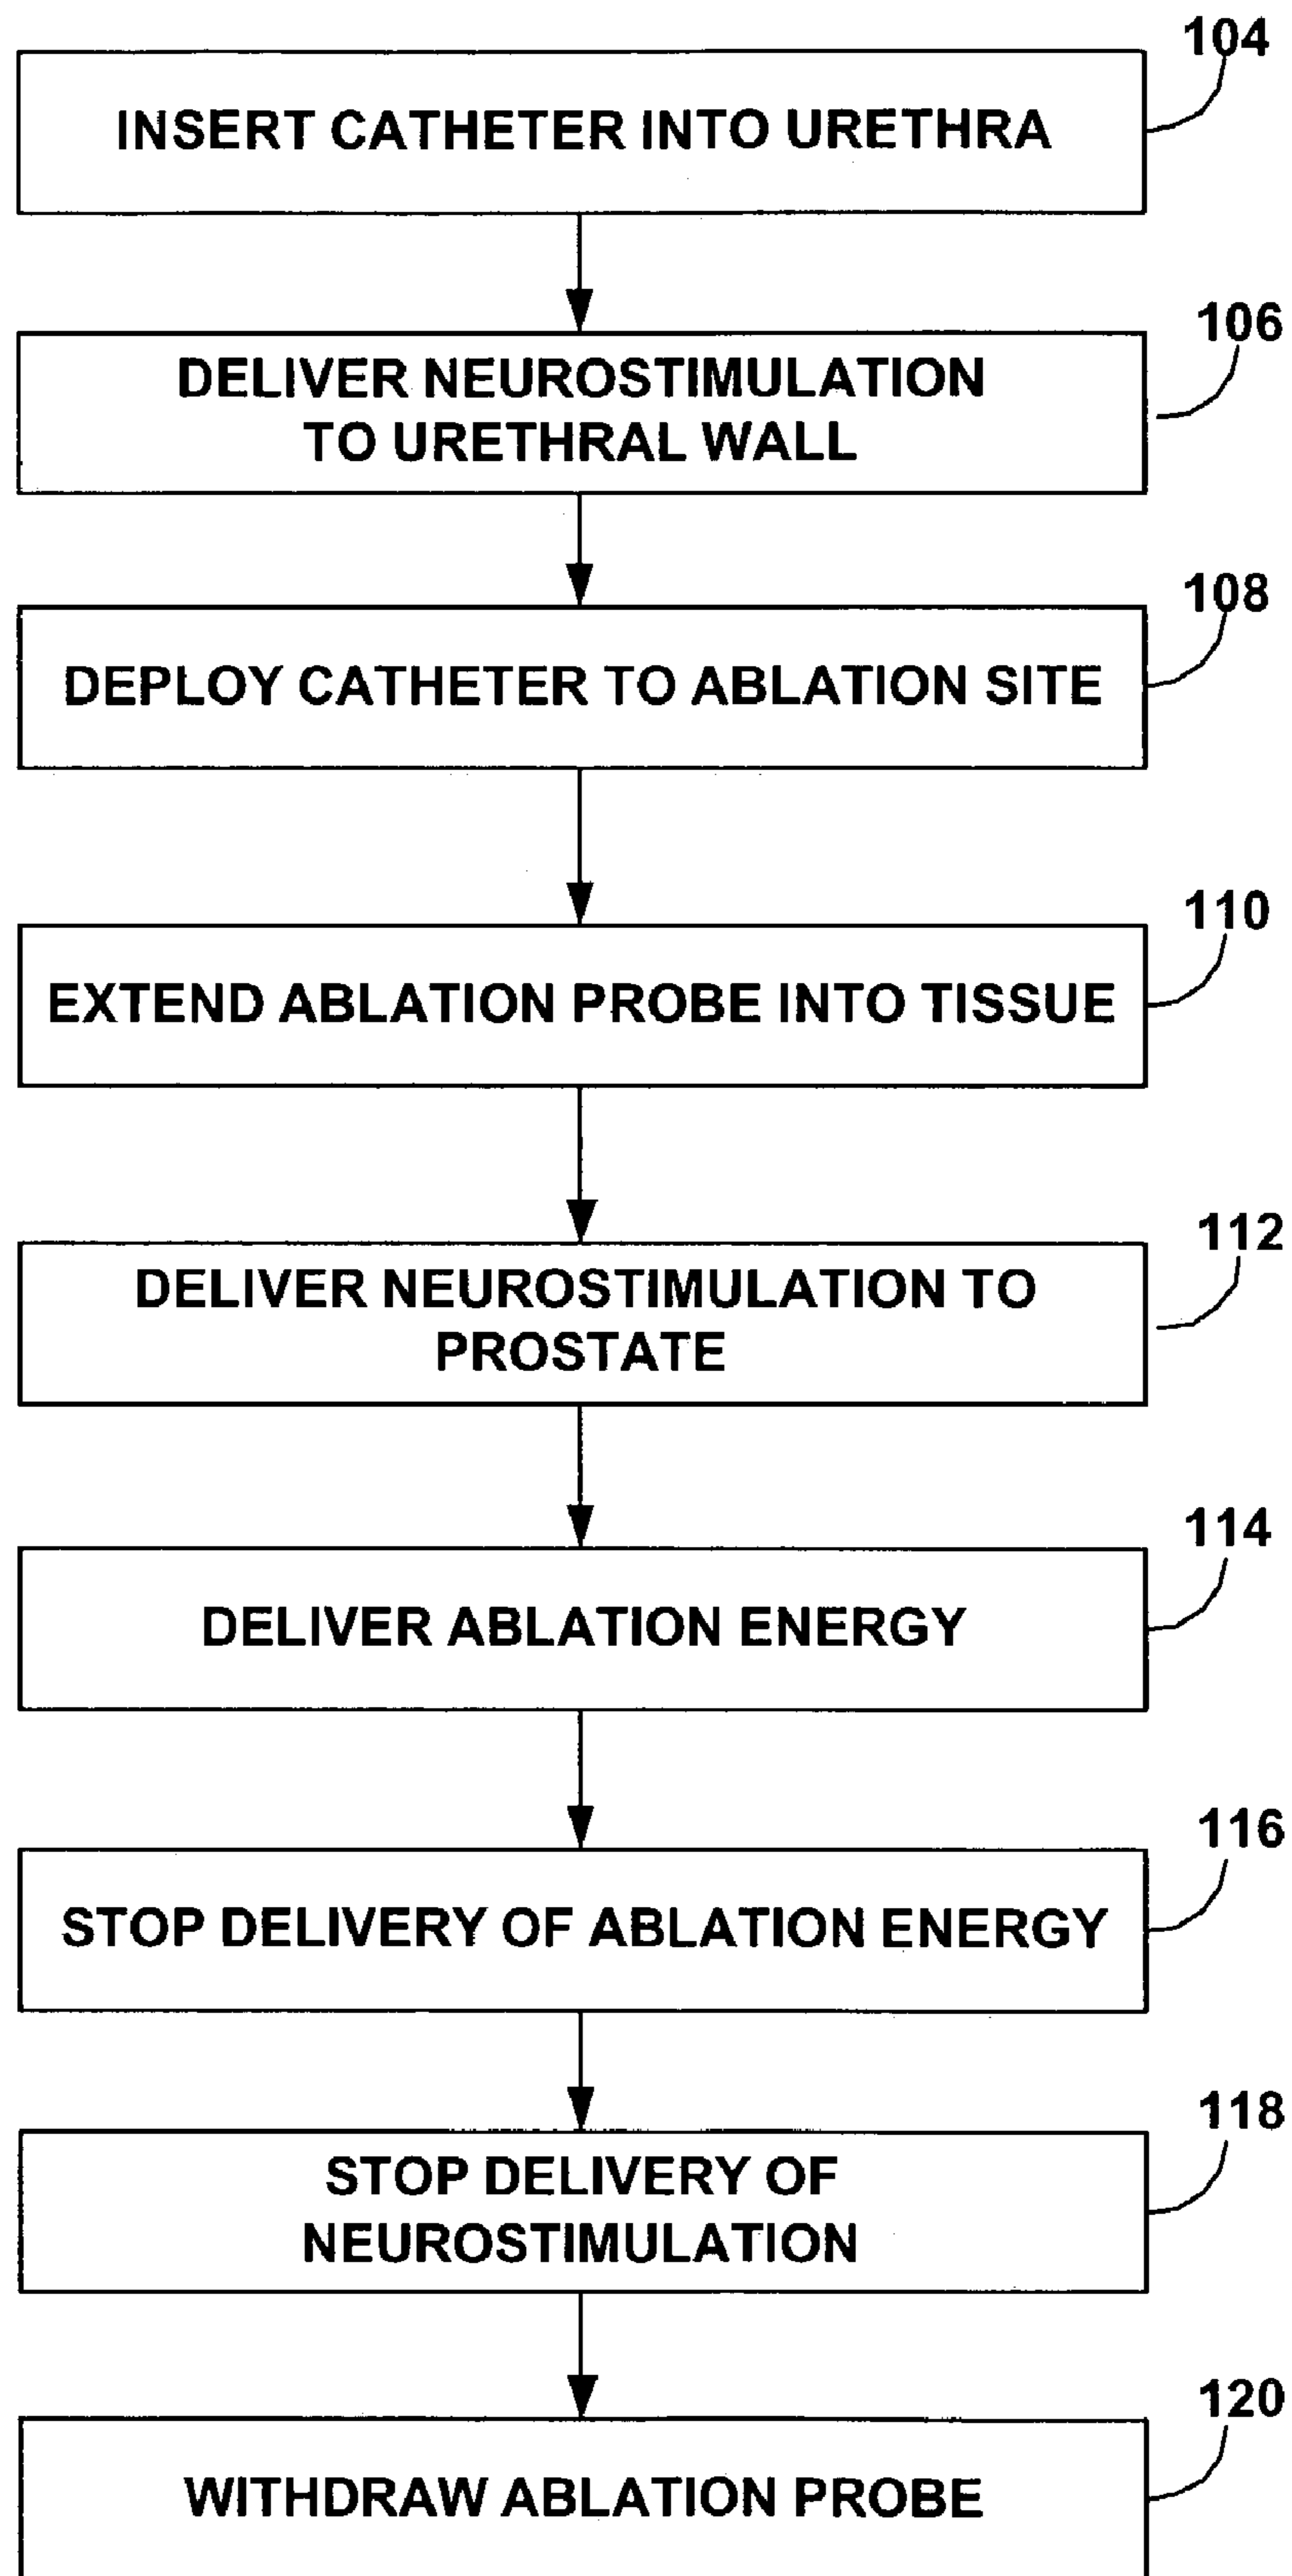 104
INSERT CATHETER INTO URETHRA
106
DELIVER NEUROSTIMULATION
TO URETHRAL WALL
108
DEPLOY CATHETER TO ABLATION SITE
110
EXTEND ABLATION PROBE INTO TISSUE
112
DELIVER NEUROSTIMULATION TO
PROSTATE
114
DELIVER ABLATION ENERGY
116
STOP DELIVERY OF ABLATION ENERGY
118
STOP DELIVERY OF
NEUROSTIMULATION
120
WITHDRAW ABLATION PROBE